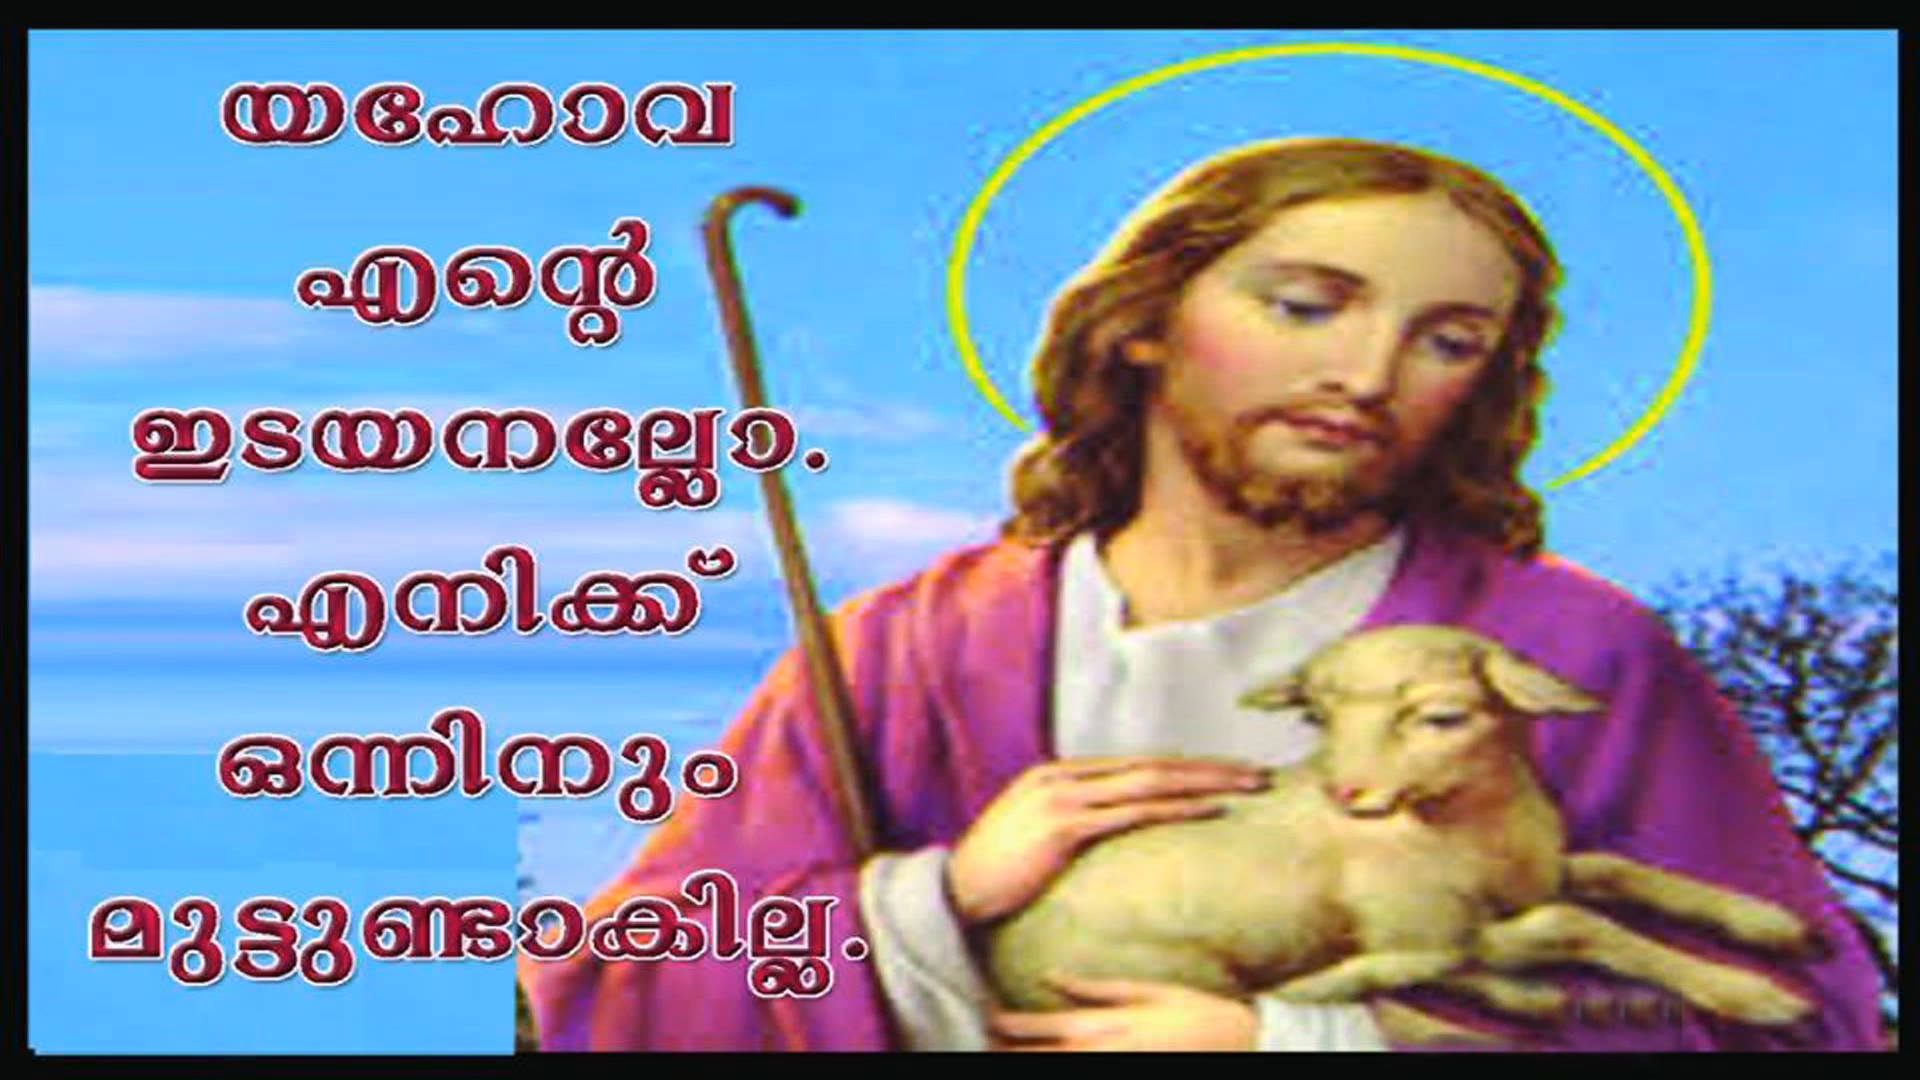 യഹോവ
എന്റെ
ഇടയനല്ലോ.
എനിക്ക്
ഒന്നിനും
മുട്ടുണ്ടാകില്ല.